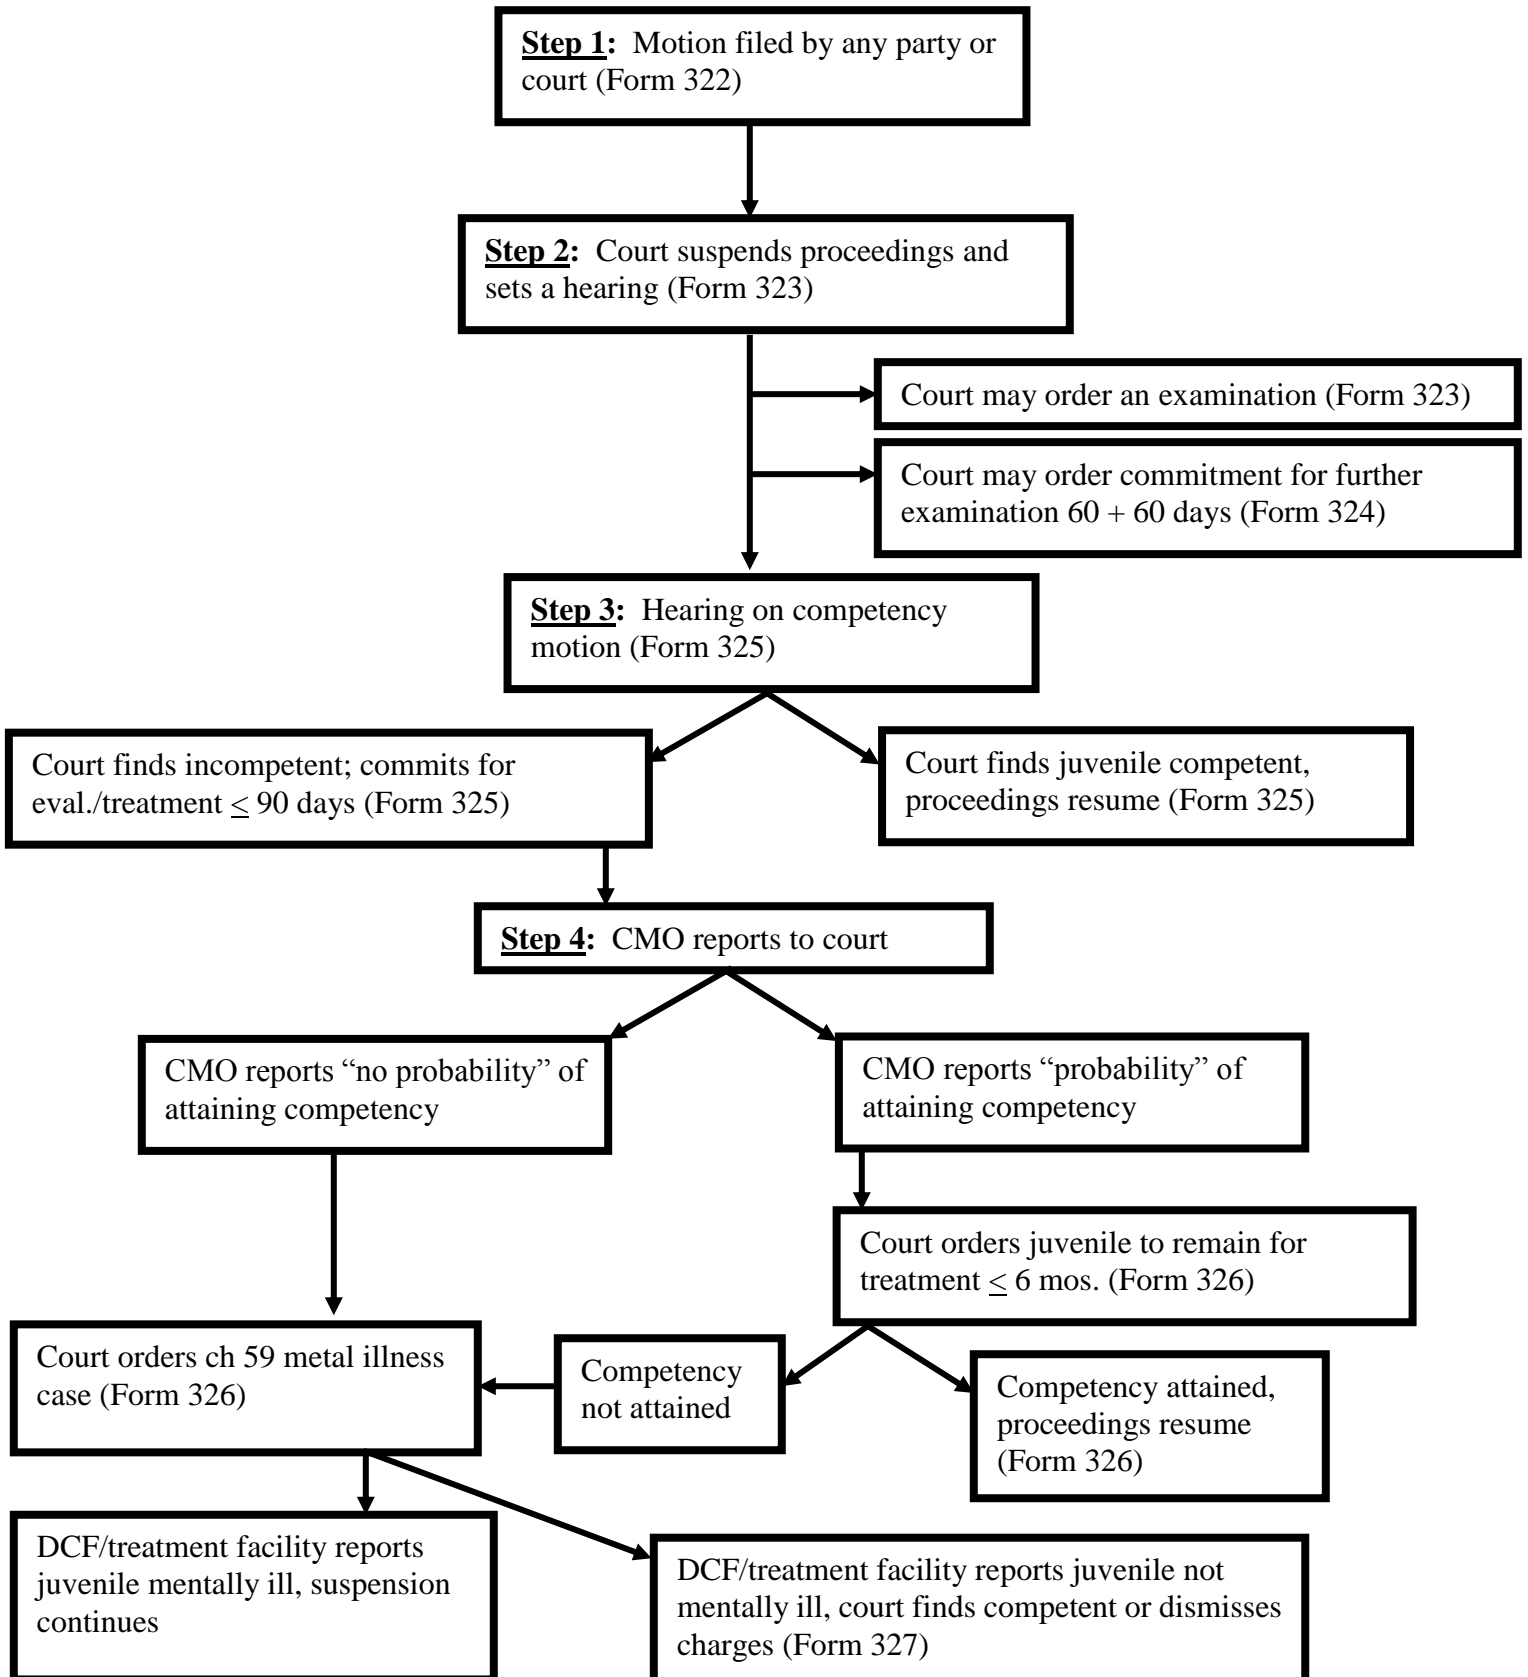 Step 1: Motion filed by any party or
court (Form 322)
Step 2: Court suspends proceedings and
sets a hearing (Form 323)
Court may order an examination (Form 323)
Court may order commitment for further
examination 60 + 60 days (Form 324)
Step 3: Hearing on competency
motion (Form 325)
Court finds incompetent; commits for
eval./treatment ≤ 90 days (Form 325)
Court finds juvenile competent,
proceedings resume (Form 325)
Step 4: CMO reports to court
CMO reports “no probability” of
attaining competency
CMO reports “probability” of
attaining competency
Court orders juvenile to remain for
treatment ≤ 6 mos. (Form 326)
Court orders ch 59 metal illness
case (Form 326)
Competency
not attained
Competency attained,
proceedings resume
(Form 326)
DCF/treatment facility reports
juvenile mentally ill, suspension
continues
DCF/treatment facility reports juvenile not
mentally ill, court finds competent or dismisses
charges (Form 327)